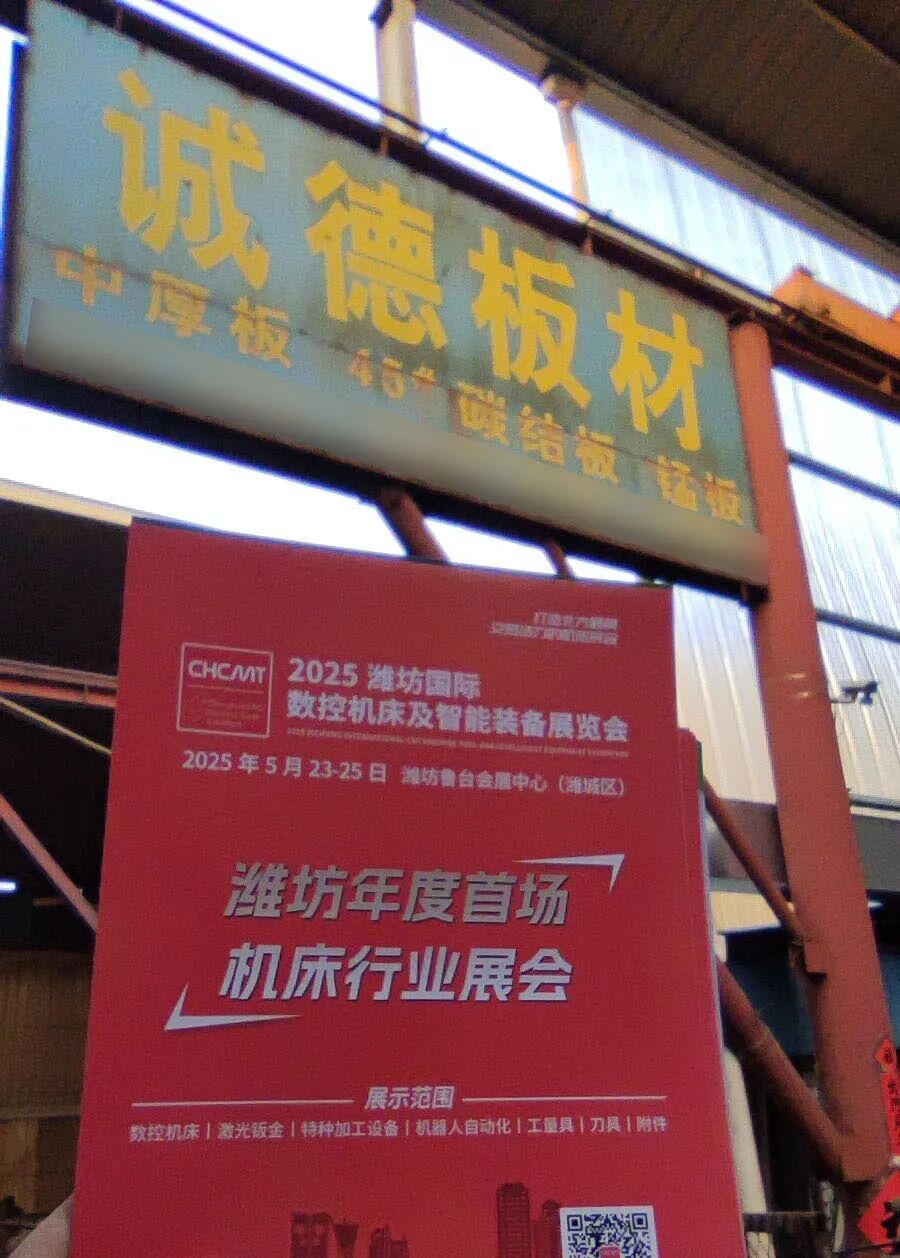 诚德板材
中厚板 45# 碳结板 锰板
CHCMT
2025 潍坊国际
数控机床及智能装备展览会
2025 年 5 月 23-25 日 潍坊鲁台会展中心（潍城区）
潍坊年度首场
机床行业展会
展示范围
数控机床 | 激光钣金 | 特种加工设备 | 机器人自动化 | 工量具 | 刀具 | 附件